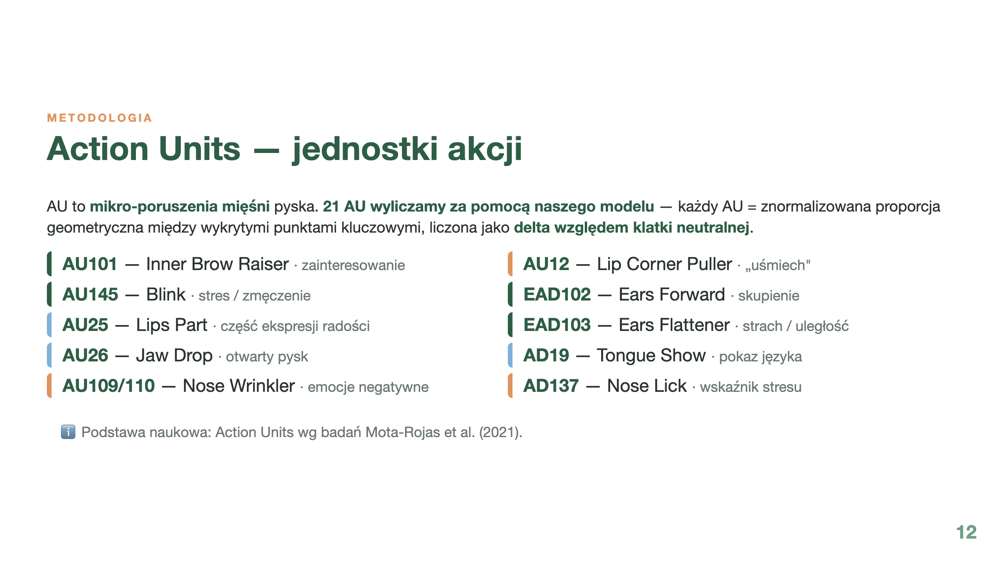 METODOLOGIA
Action Units — jednostki akcji
AU to mikro-poruszenia mięśni pyska. 21 AU wyliczamy za pomocą naszego modelu — każdy AU = znormalizowana proporcja
geometryczna między wykrytymi punktami kluczowymi, liczona jako delta względem klatki neutralnej.
AU101 — Inner Brow Raiser · zainteresowanie
AU145 — Blink · stres / zmęczenie
AU25 — Lips Part · część ekspresji radości
AU26 — Jaw Drop · otwarty pysk
AU109/110 — Nose Wrinkler · emocje negatywne
AU12 — Lip Corner Puller · „uśmiech"
EAD102 — Ears Forward · skupienie
EAD103 — Ears Flattener · strach / uległość
AD19 — Tongue Show · pokaz języka
AD137 — Nose Lick · wskaźnik stresu
ℹ️ Podstawa naukowa: Action Units wg badań Mota-Rojas et al. (2021).
12